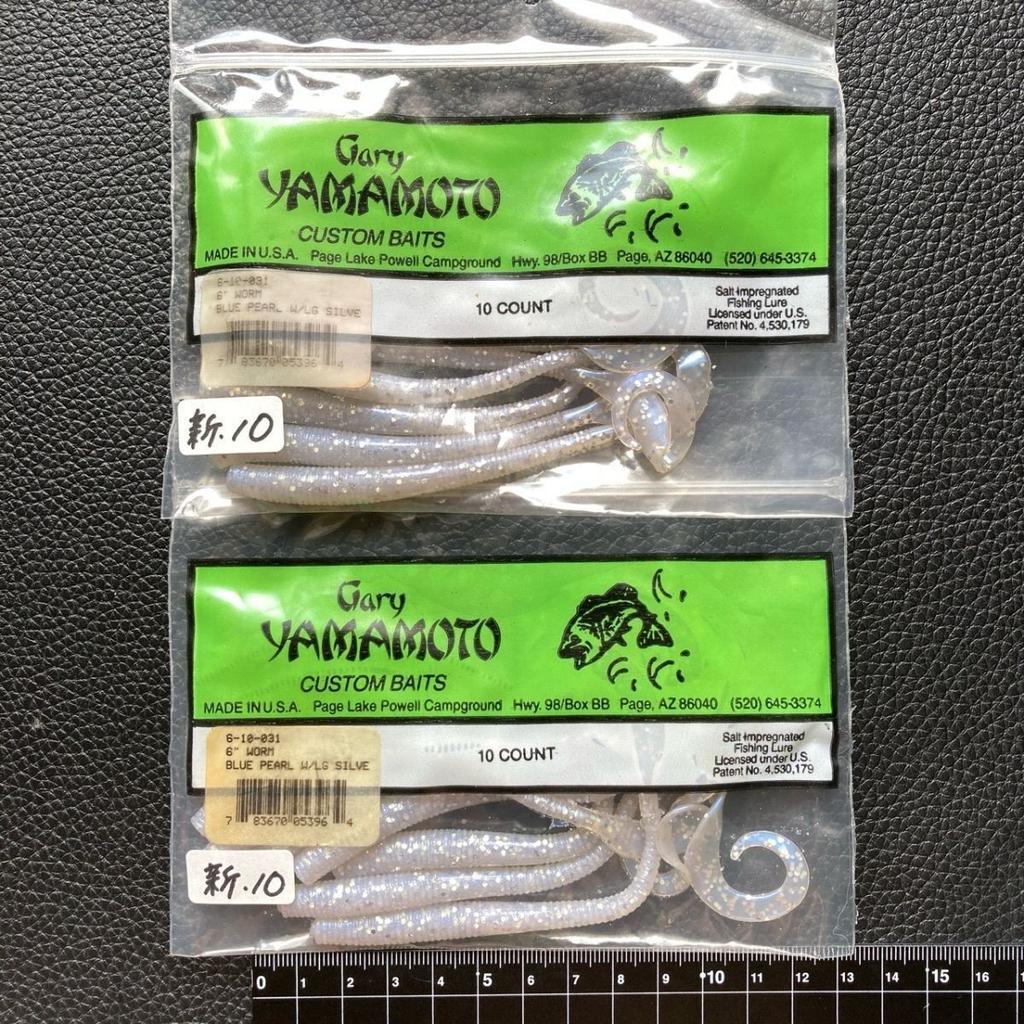 Gary
YAMAMOTO
CUSTOM BAITS
MADE IN U.S.A. Page Lake Powell Campground Hwy. 98/Box BB Page, AZ 86040 (520) 645-3374
6-10-031
6" WORM
BLUE PEARL W/LG SILVE
7 83670 05396 4
10 COUNT
Salt Impregnated
Fishing Lure
Licensed under U.S.
Patent No. 4,530,179
新.10
Gary
YAMAMOTO
CUSTOM BAITS
MADE IN U.S.A. Page Lake Powell Campground Hwy. 98/Box BB Page, AZ 86040 (520) 645-3374
6-10-031
6" WORM
BLUE PEARL W/LG SILVE
7 83670 05396 4
10 COUNT
Salt Impregnated
Fishing Lure
Licensed under U.S.
Patent No. 4,530,179
新.10
0 1 2 3 4 5 6 7 8 9 10 11 12 13 14 15 16